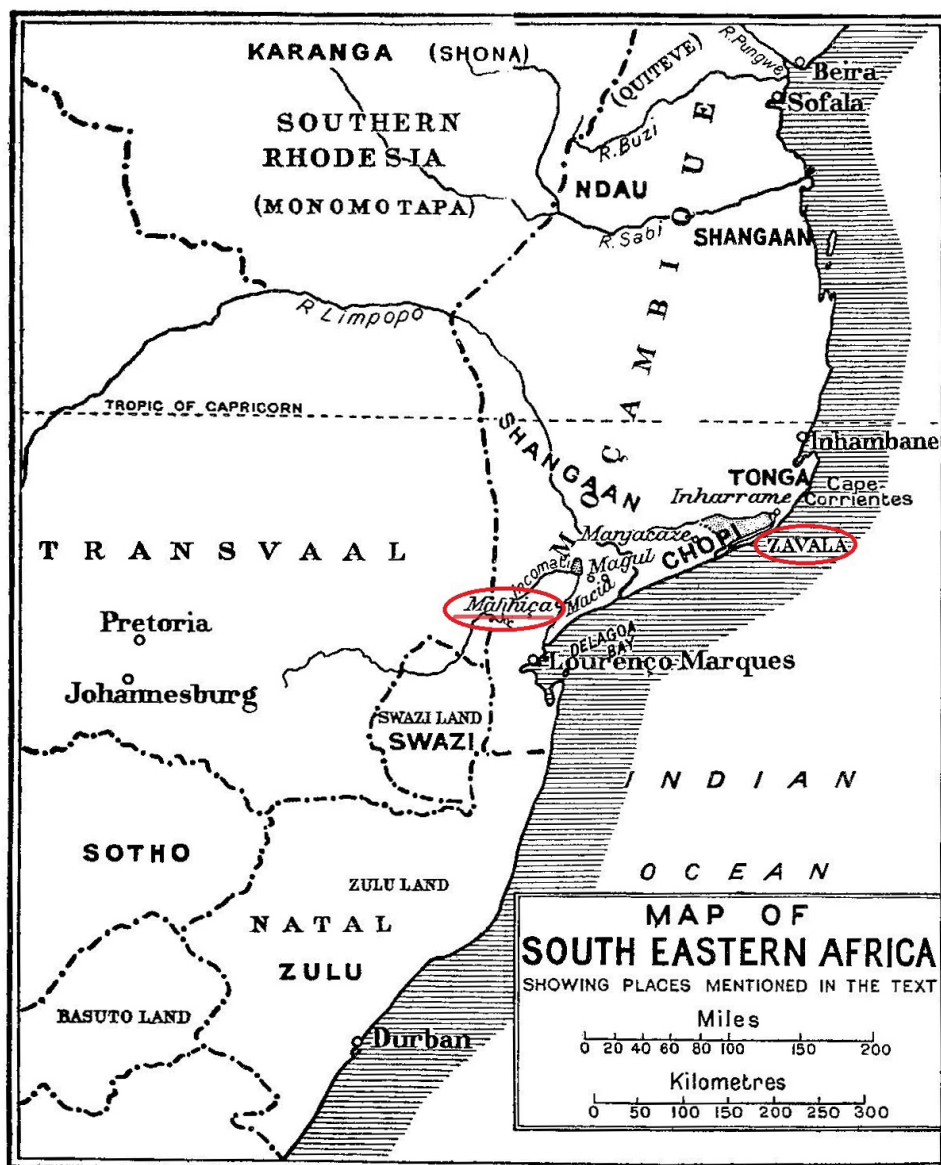 KARANGA (SHONA)
(QUITEVE)
R. Pungwe
Beira
Sofala
SOUTHERN
RHODESIA
(MONOMOTAPA)
R. Buzi
NDAU
R. Sabi
SHANGAAN
MOÇAMBIQUE
R. Limpopo
TROPIC OF CAPRICORN
SHANGAAN
Inhambane
TONGA
Cape
Corrientes
Inharrame
Manjacaze
CHOPI
ZAVALA
TRANSVAAL
Magul
Incomati
Macia
Manhiça
Pretoria
DELAGOA
BAY
Lourenço Marques
Johannesburg
SWAZI LAND
SWAZI
INDIAN
OCEAN
SOTHO
ZULU LAND
NATAL
ZULU
BASUTO LAND
Durban
MAP OF
SOUTH EASTERN AFRICA
SHOWING PLACES MENTIONED IN THE TEXT
Miles
0 20 40 60 80 100 150 200
Kilometres
0 50 100 150 200 250 300